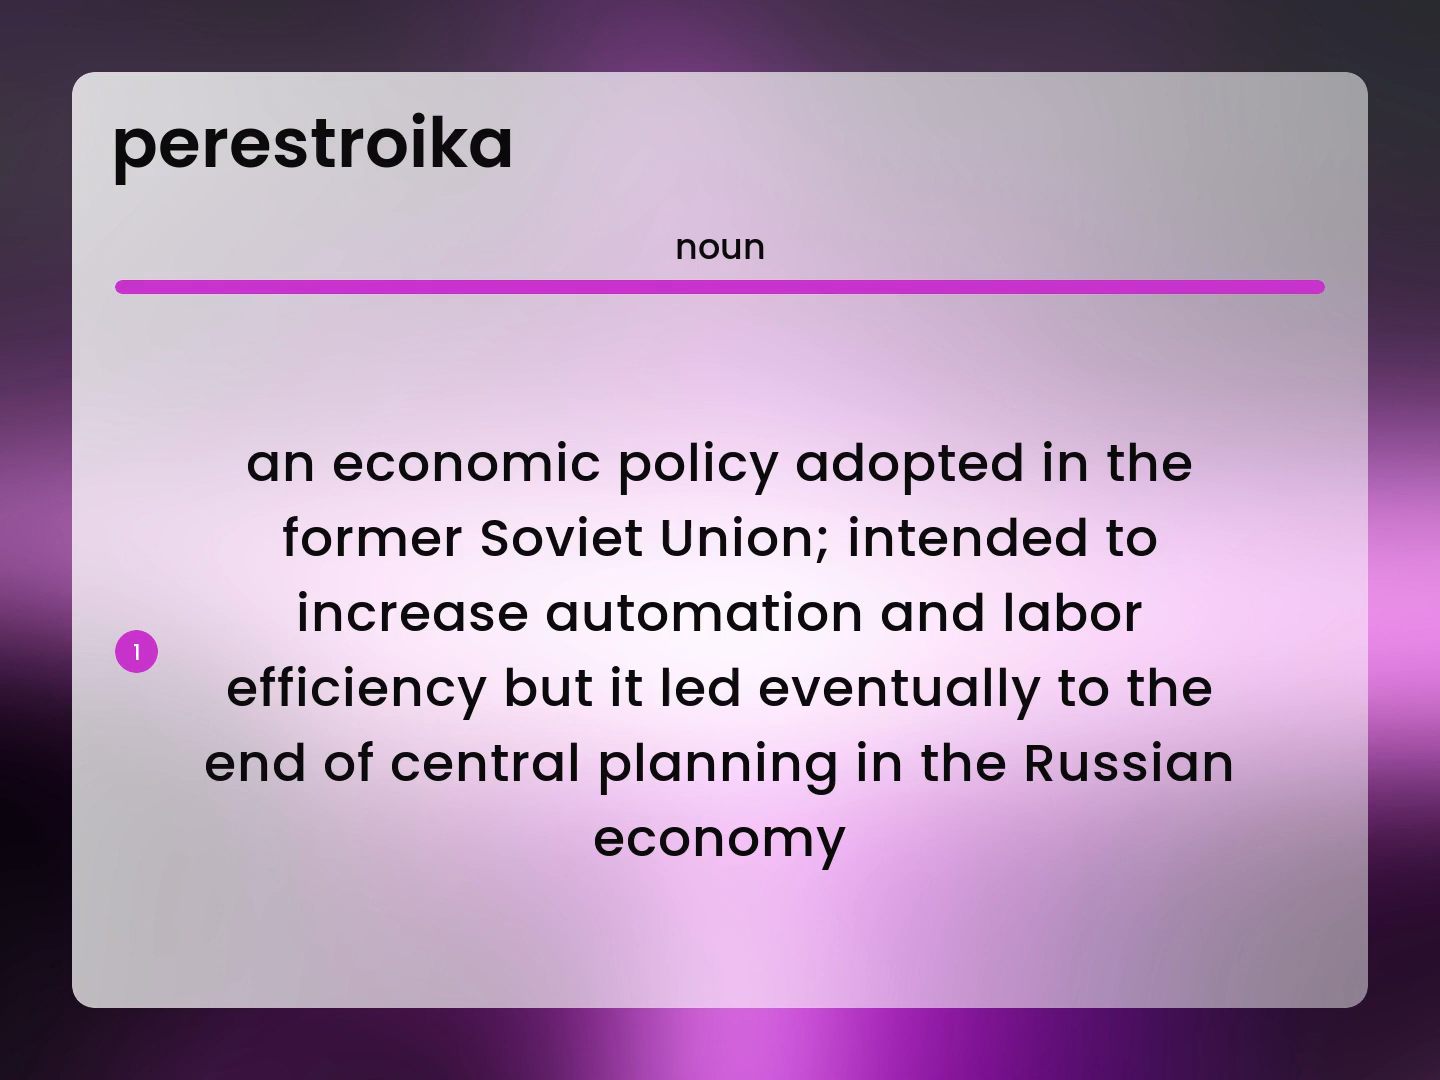 perestroika
noun
an economic policy adopted in the
former Soviet Union; intended to
increase automation and labor
1
efficiency but it led eventually to the
end of central planning in the Russian
economy